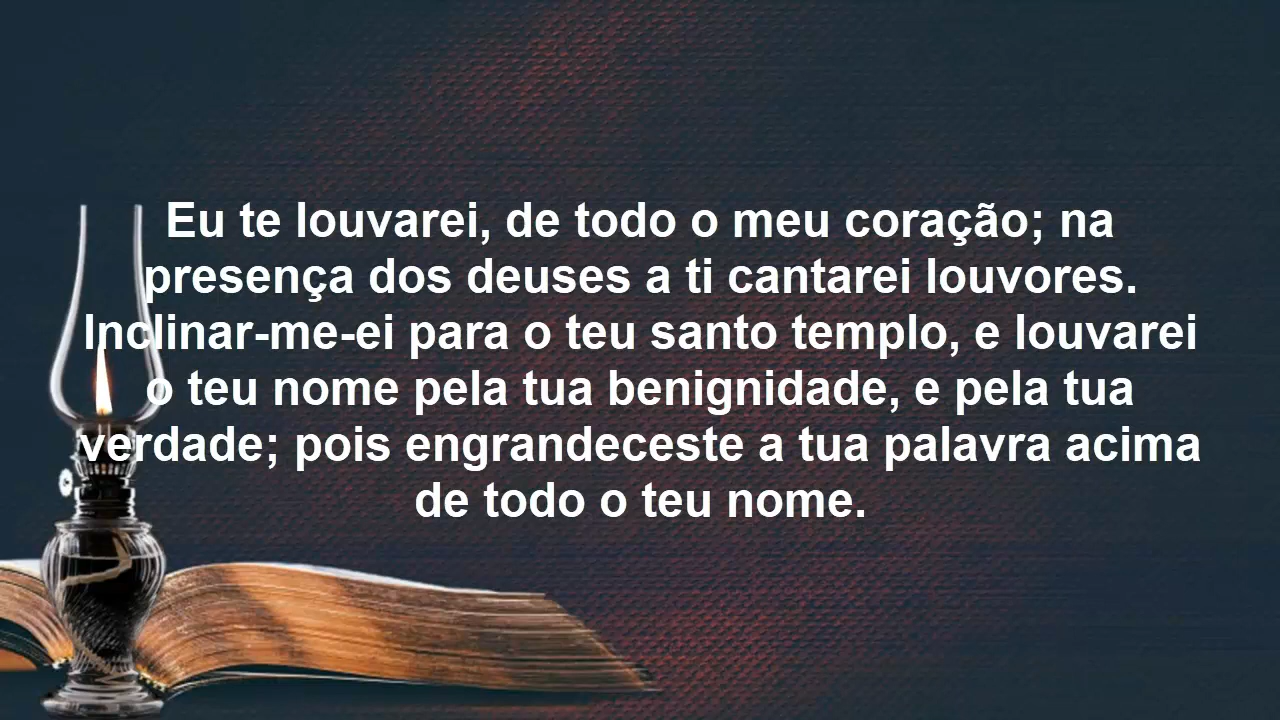 Eu te louvarei, de todo o meu coração; na
presença dos deuses a ti cantarei louvores.
Inclinar-me-ei para o teu santo templo, e louvarei
o teu nome pela tua benignidade, e pela tua
verdade; pois engrandeceste a tua palavra acima
de todo o teu nome.